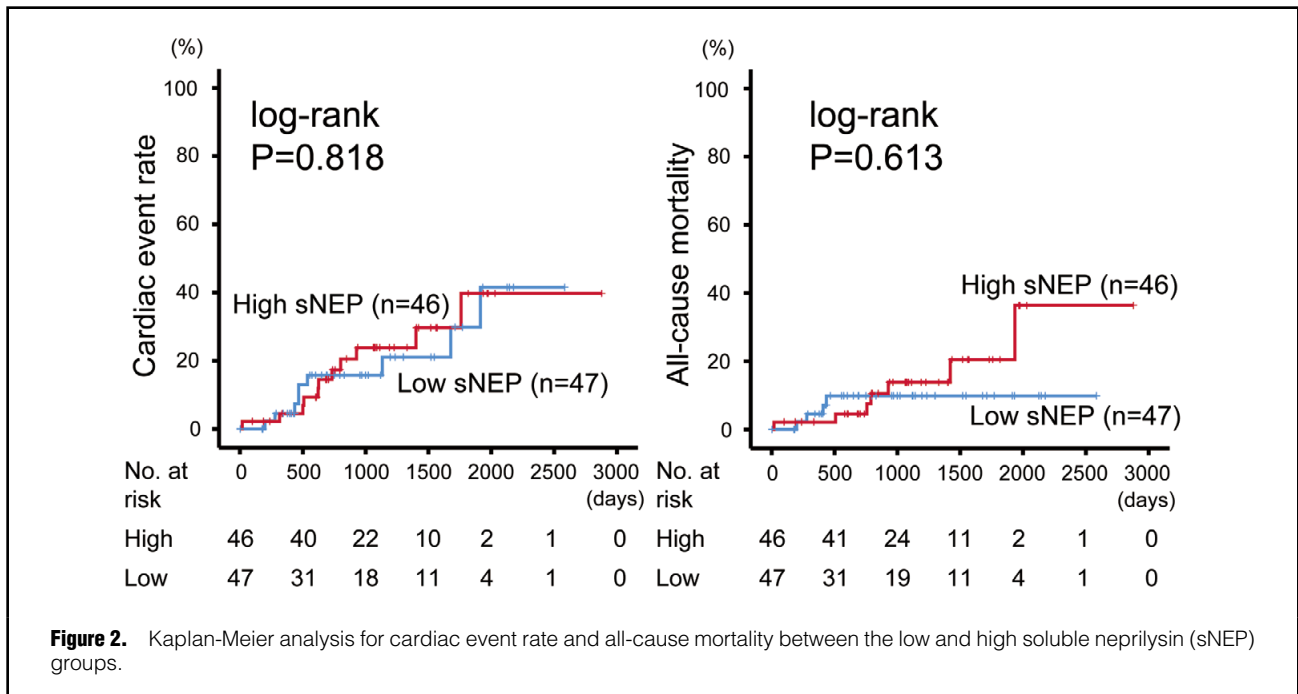 (%)
100
80
60
40
20
0
Cardiac event rate
log-rank
P=0.818
High sNEP (n=46)
Low sNEP (n=47)
0 500 1000 1500 2000 2500 3000
(days)
No. at
risk
High 46 40 22 10 2 1 0
Low 47 31 18 11 4 1 0
(%)
100
80
60
40
20
0
All-cause mortality
log-rank
P=0.613
High sNEP (n=46)
Low sNEP (n=47)
0 500 1000 1500 2000 2500 3000
(days)
No. at
risk
High 46 41 24 11 2 1 0
Low 47 31 19 11 4 1 0
Figure 2. Kaplan-Meier analysis for cardiac event rate and all-cause mortality between the low and high soluble neprilysin (sNEP)
groups.